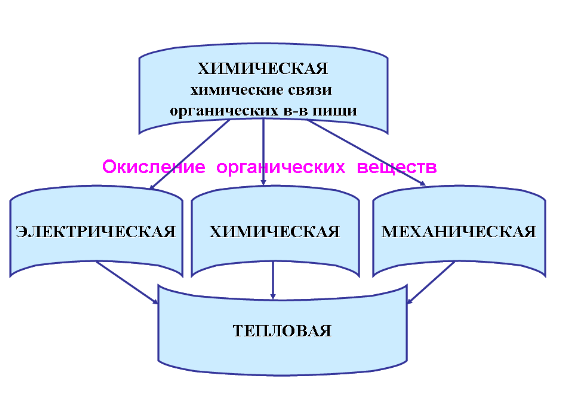 ХИМИЧЕСКАЯ
химические связи
органических в-в пищи
Окисление органических веществ
ЭЛЕКТРИЧЕСКАЯ
ХИМИЧЕСКАЯ
МЕХАНИЧЕСКАЯ
ТЕПЛОВАЯ